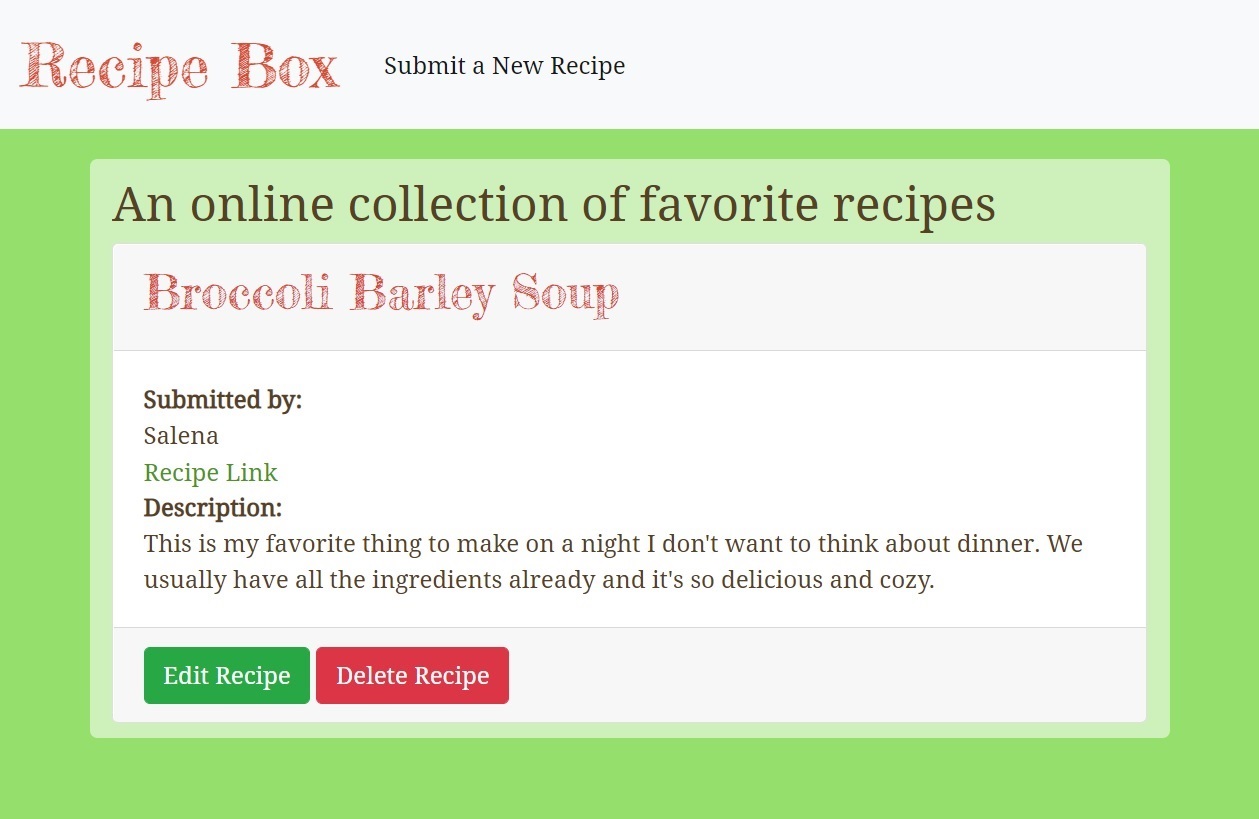 Recipe Box
Submit a New Recipe
An online collection of favorite recipes
Broccoli Barley Soup
Submitted by:
Salena
Recipe Link
Description:
This is my favorite thing to make on a night I don't want to think about dinner. We
usually have all the ingredients already and it's so delicious and cozy.
Edit Recipe
Delete Recipe